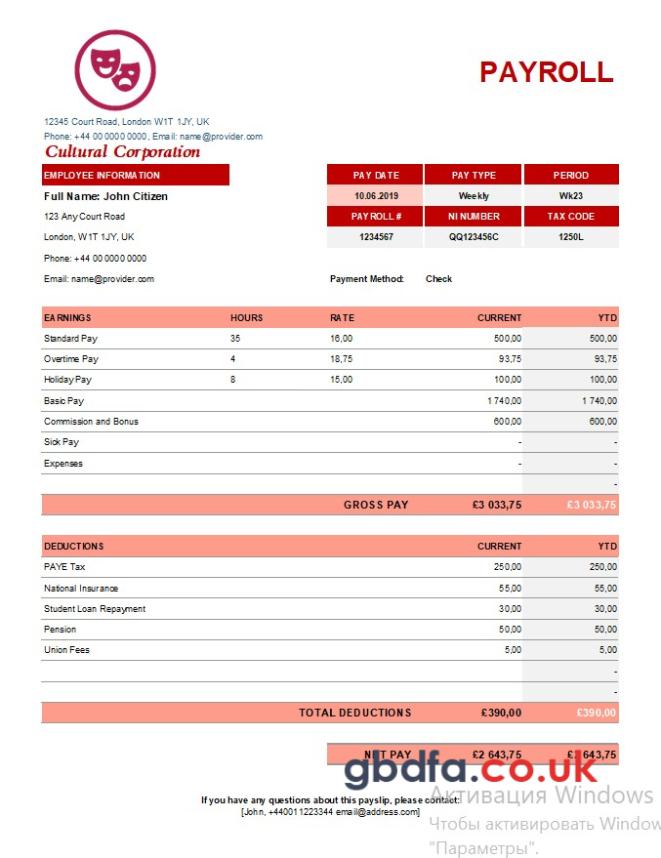 PAYROLL
12345 Court Road, London W1T 1JY, UK
Phone: +44 00 0000 0000, Email: name@provider.com
Cultural Corporation
EMPLOYEE INFORMATION PAY DATE PAY TYPE PERIOD
Full Name: John Citizen 10.06.2019 Weekly Wk23
123 Any Court Road PAYROLL # NI NUMBER TAX CODE
London, W1T 1JY, UK 1234567 QQ123456C 1250L
Phone: +44 00 0000 0000
Email: name@provider.com Payment Method: Check
EARNINGS HOURS RATE CURRENT YTD
Standard Pay 35 16,00 500,00 500,00
Overtime Pay 4 18,75 93,75 93,75
Holiday Pay 8 15,00 100,00 100,00
Basic Pay 1 740,00 1 740,00
Commission and Bonus 600,00 600,00
Sick Pay - -
Expenses - -
-
GROSS PAY £3 033,75 £3 033,75
DEDUCTIONS CURRENT YTD
PAYE Tax 250,00 250,00
National Insurance 55,00 55,00
Student Loan Repayment 30,00 30,00
Pension 50,00 50,00
Union Fees 5,00 5,00
-
-
TOTAL DEDUCTIONS £390,00 £390,00
NET PAY £2 643,75 £2 643,75
gbdfa.co.uk
If you have any questions about this payslip, please contact:
[John, +440011223344 email@address.com]
Активация Windows
Чтобы активировать Window
"Параметры".